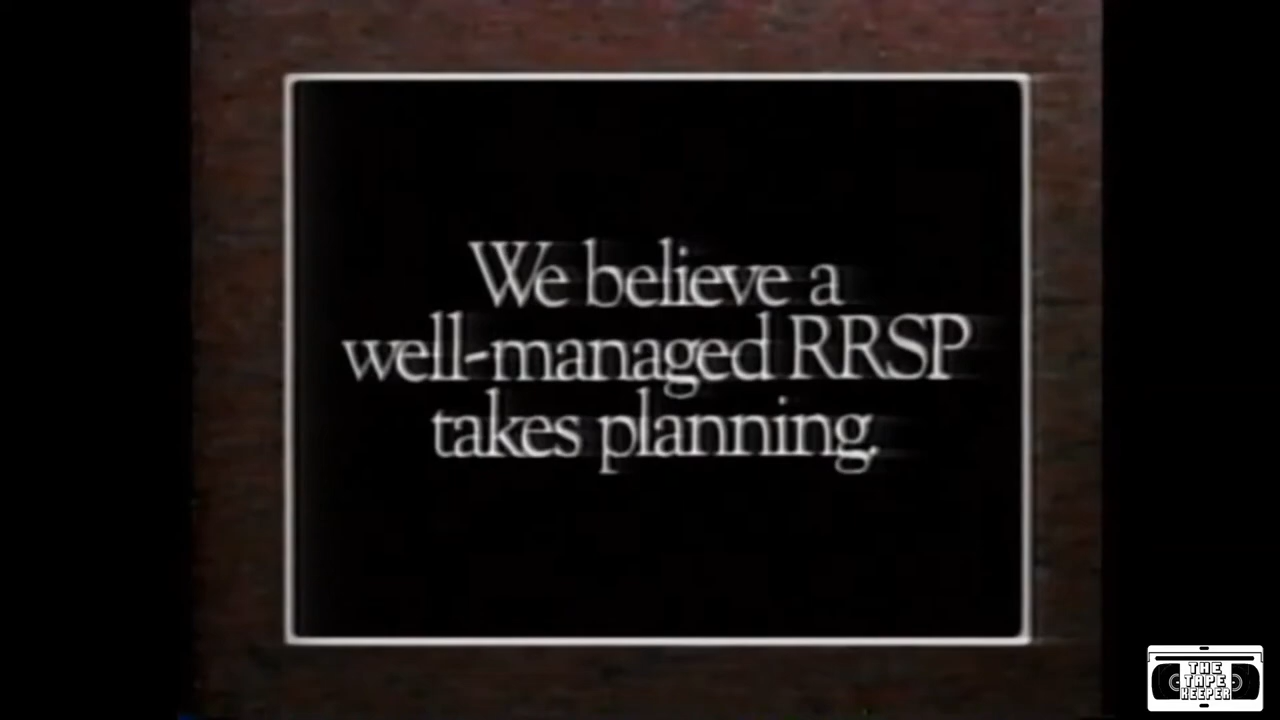 We believe a
well-managed RRSP
takes planning.
THE
TAPE
KEEPER